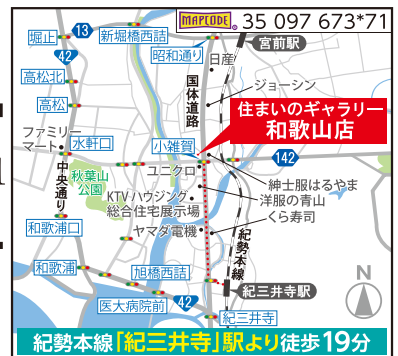 MAPCODE 35 097 673*71
堀止
13
新堀橋西詰
宮前駅
42
昭和通り
日産
高松北
国体道路
ジョーシン
高松
住まいのギャラリー
和歌山店
ファミリー
マート
水軒口
小雑賀
142
中央通り
秋葉山
公園
ユニクロ
紳士服はるやま
KTVハウジング
総合住宅展示場
洋服の青山
くら寿司
和歌浦口
ヤマダ電機
紀勢本線
和歌浦
旭橋西詰
N
紀三井寺駅
医大病院前
42
紀三井寺
紀勢本線「紀三井寺」駅より徒歩19分